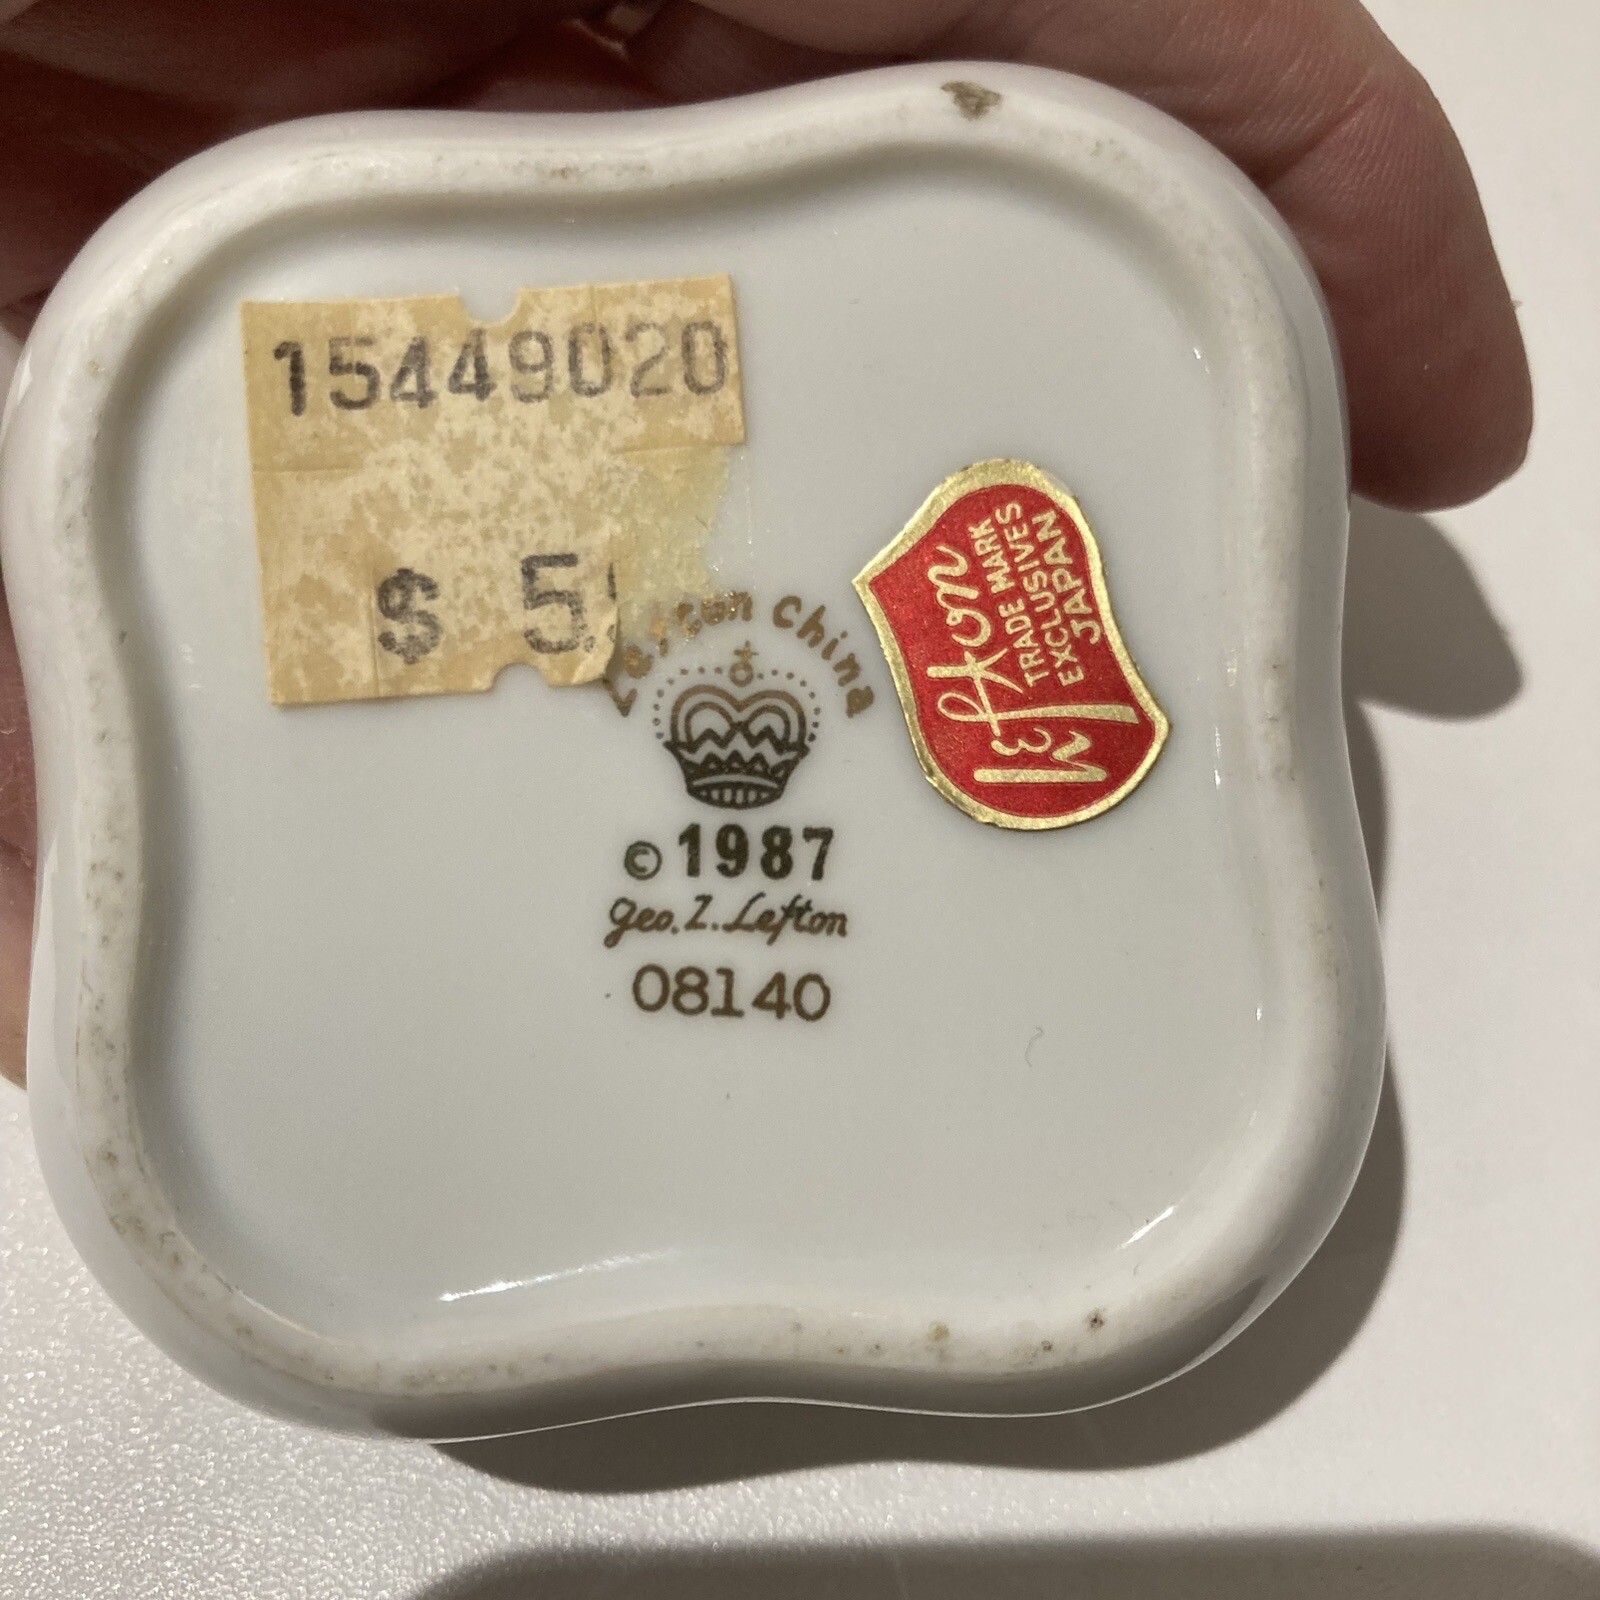 15449020
$ 5
Lefton China
© 1987
Geo. Z. Lefton
08140
Lefton
TRADE MARK
EXCLUSIVES
JAPAN